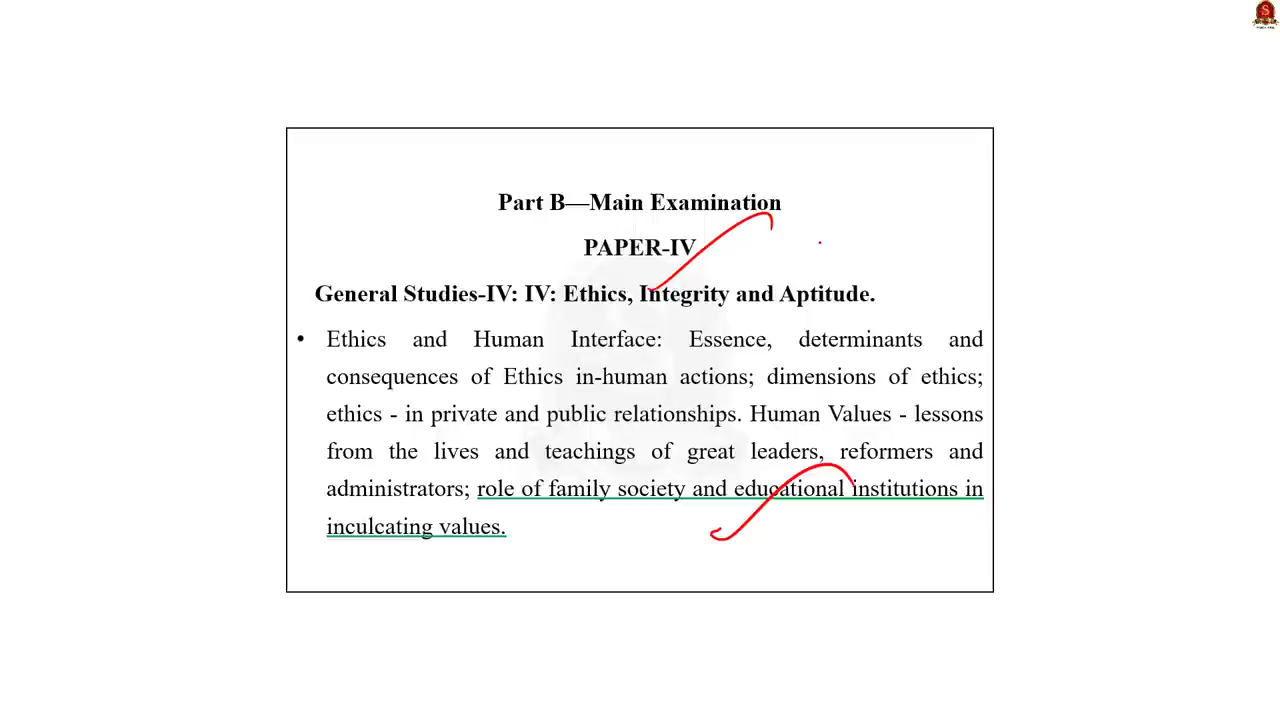 Part B—Main Examination
PAPER-IV
General Studies-IV: IV: Ethics, Integrity and Aptitude.
• Ethics and Human Interface: Essence, determinants and
consequences of Ethics in-human actions; dimensions of ethics;
ethics - in private and public relationships. Human Values - lessons
from the lives and teachings of great leaders, reformers and
administrators; role of family society and educational institutions in
inculcating values.